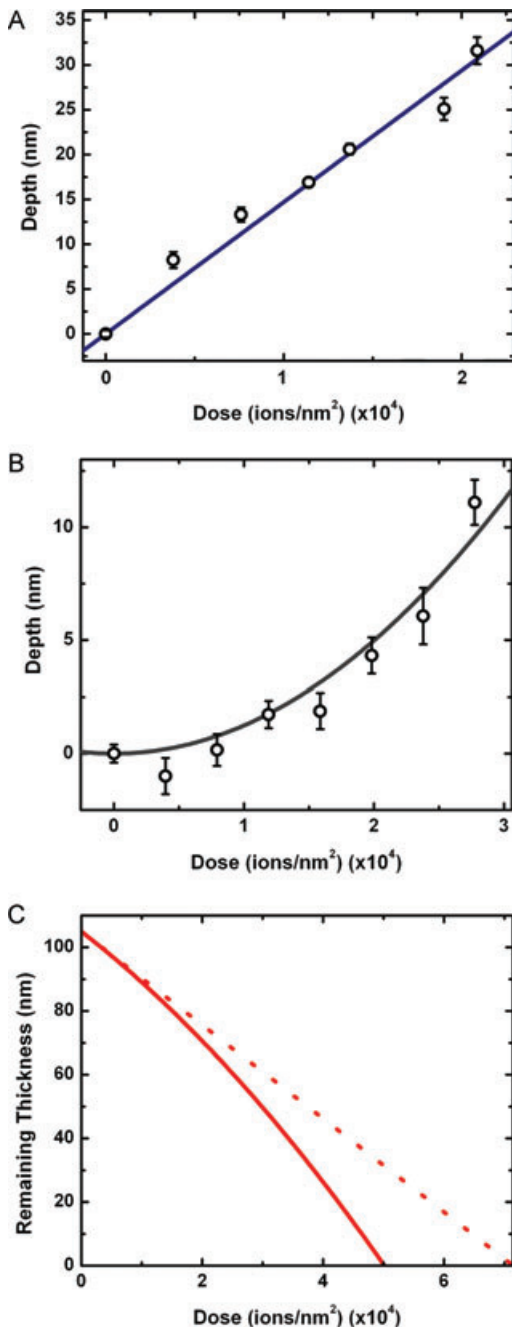 A
35
30
25
20
15
10
5
0
Depth (nm)
0 1 2
Dose (ions/nm²) (x10⁴)
B
10
5
0
Depth (nm)
0 1 2 3
Dose (ions/nm²) (x10⁴)
C
100
80
60
40
20
0
Remaining Thickness (nm)
0 2 4 6
Dose (ions/nm²) (x10⁴)